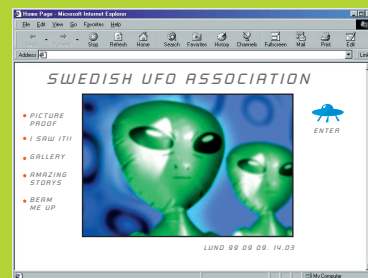 Home Page - Microsoft Internet Explorer
File Edit View Go Favorites Help
Stop Refresh Home Search Favorites History Channels Fullscreen Mail Print Edit
Address
SWEDISH UFO ASSOCIATION
PICTURE
PROOF
I SAW IT!!
GALLERY
AMAZING
STORYS
BEAM
ME UP
ENTER
LUND 99 09 09. 14.03
My Computer